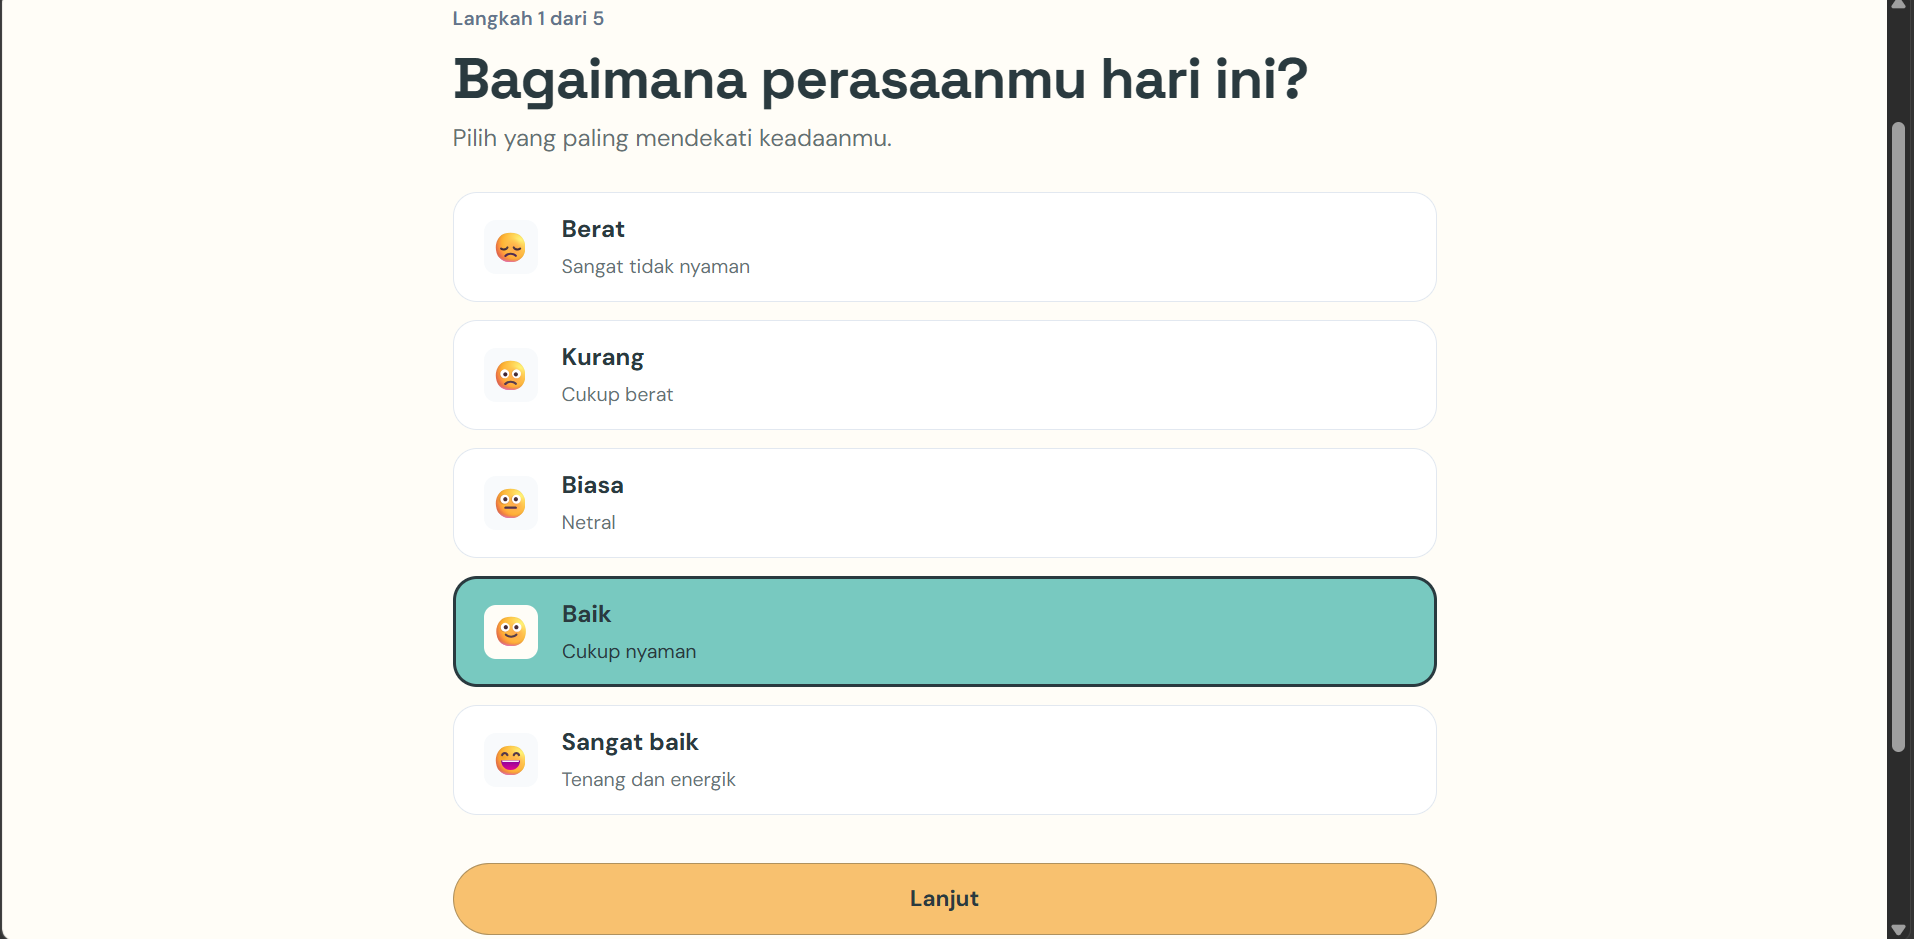 Langkah 1 dari 5
Bagaimana perasaanmu hari ini?
Pilih yang paling mendekati keadaanmu.
Berat
Sangat tidak nyaman
Kurang
Cukup berat
Biasa
Netral
Baik
Cukup nyaman
Sangat baik
Tenang dan energik
Lanjut